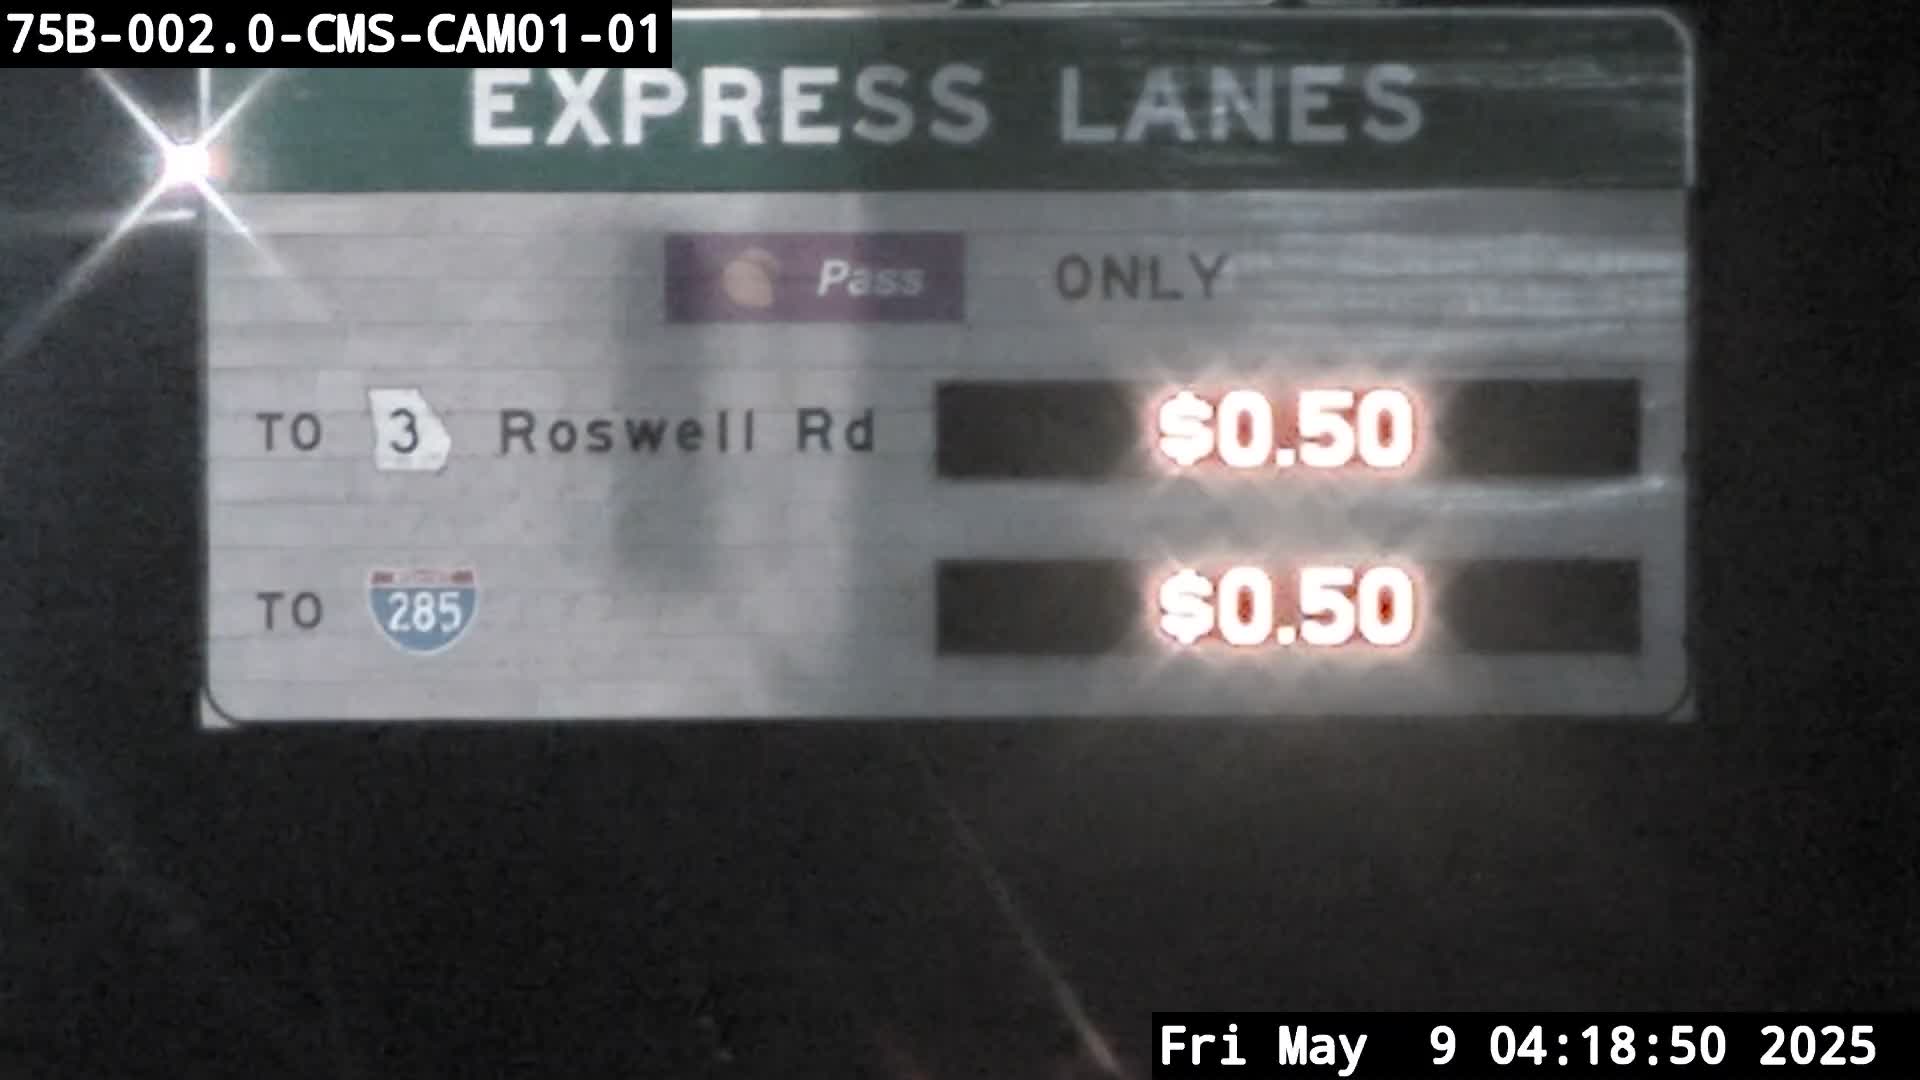 75B-002.0-CMS-CAM01-01
EXPRESS LANES
Pass ONLY
TO 3 Roswell Rd $0.50
TO 285 $0.50
Fri May 9 04:18:50 2025